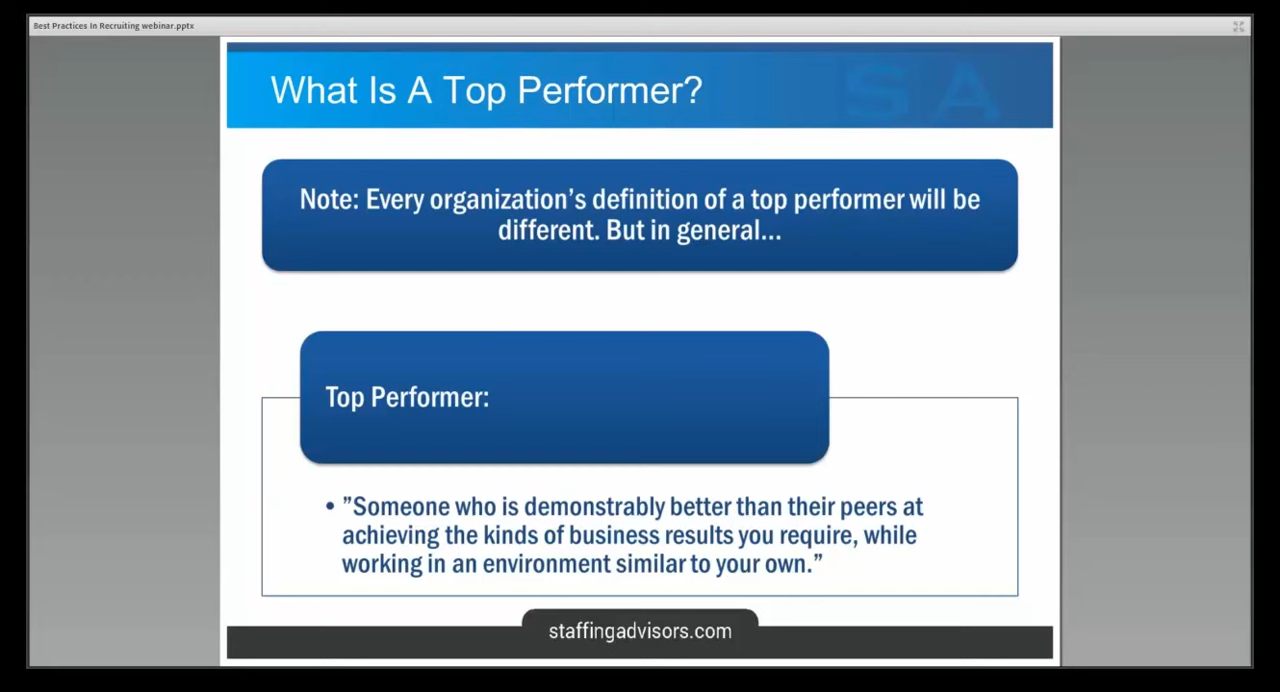 Best Practices In Recruiting webinar.pptx
What Is A Top Performer?
SA
Note: Every organization’s definition of a top performer will be
different. But in general...
Top Performer:
• ”Someone who is demonstrably better than their peers at
achieving the kinds of business results you require, while
working in an environment similar to your own.”
staffingadvisors.com